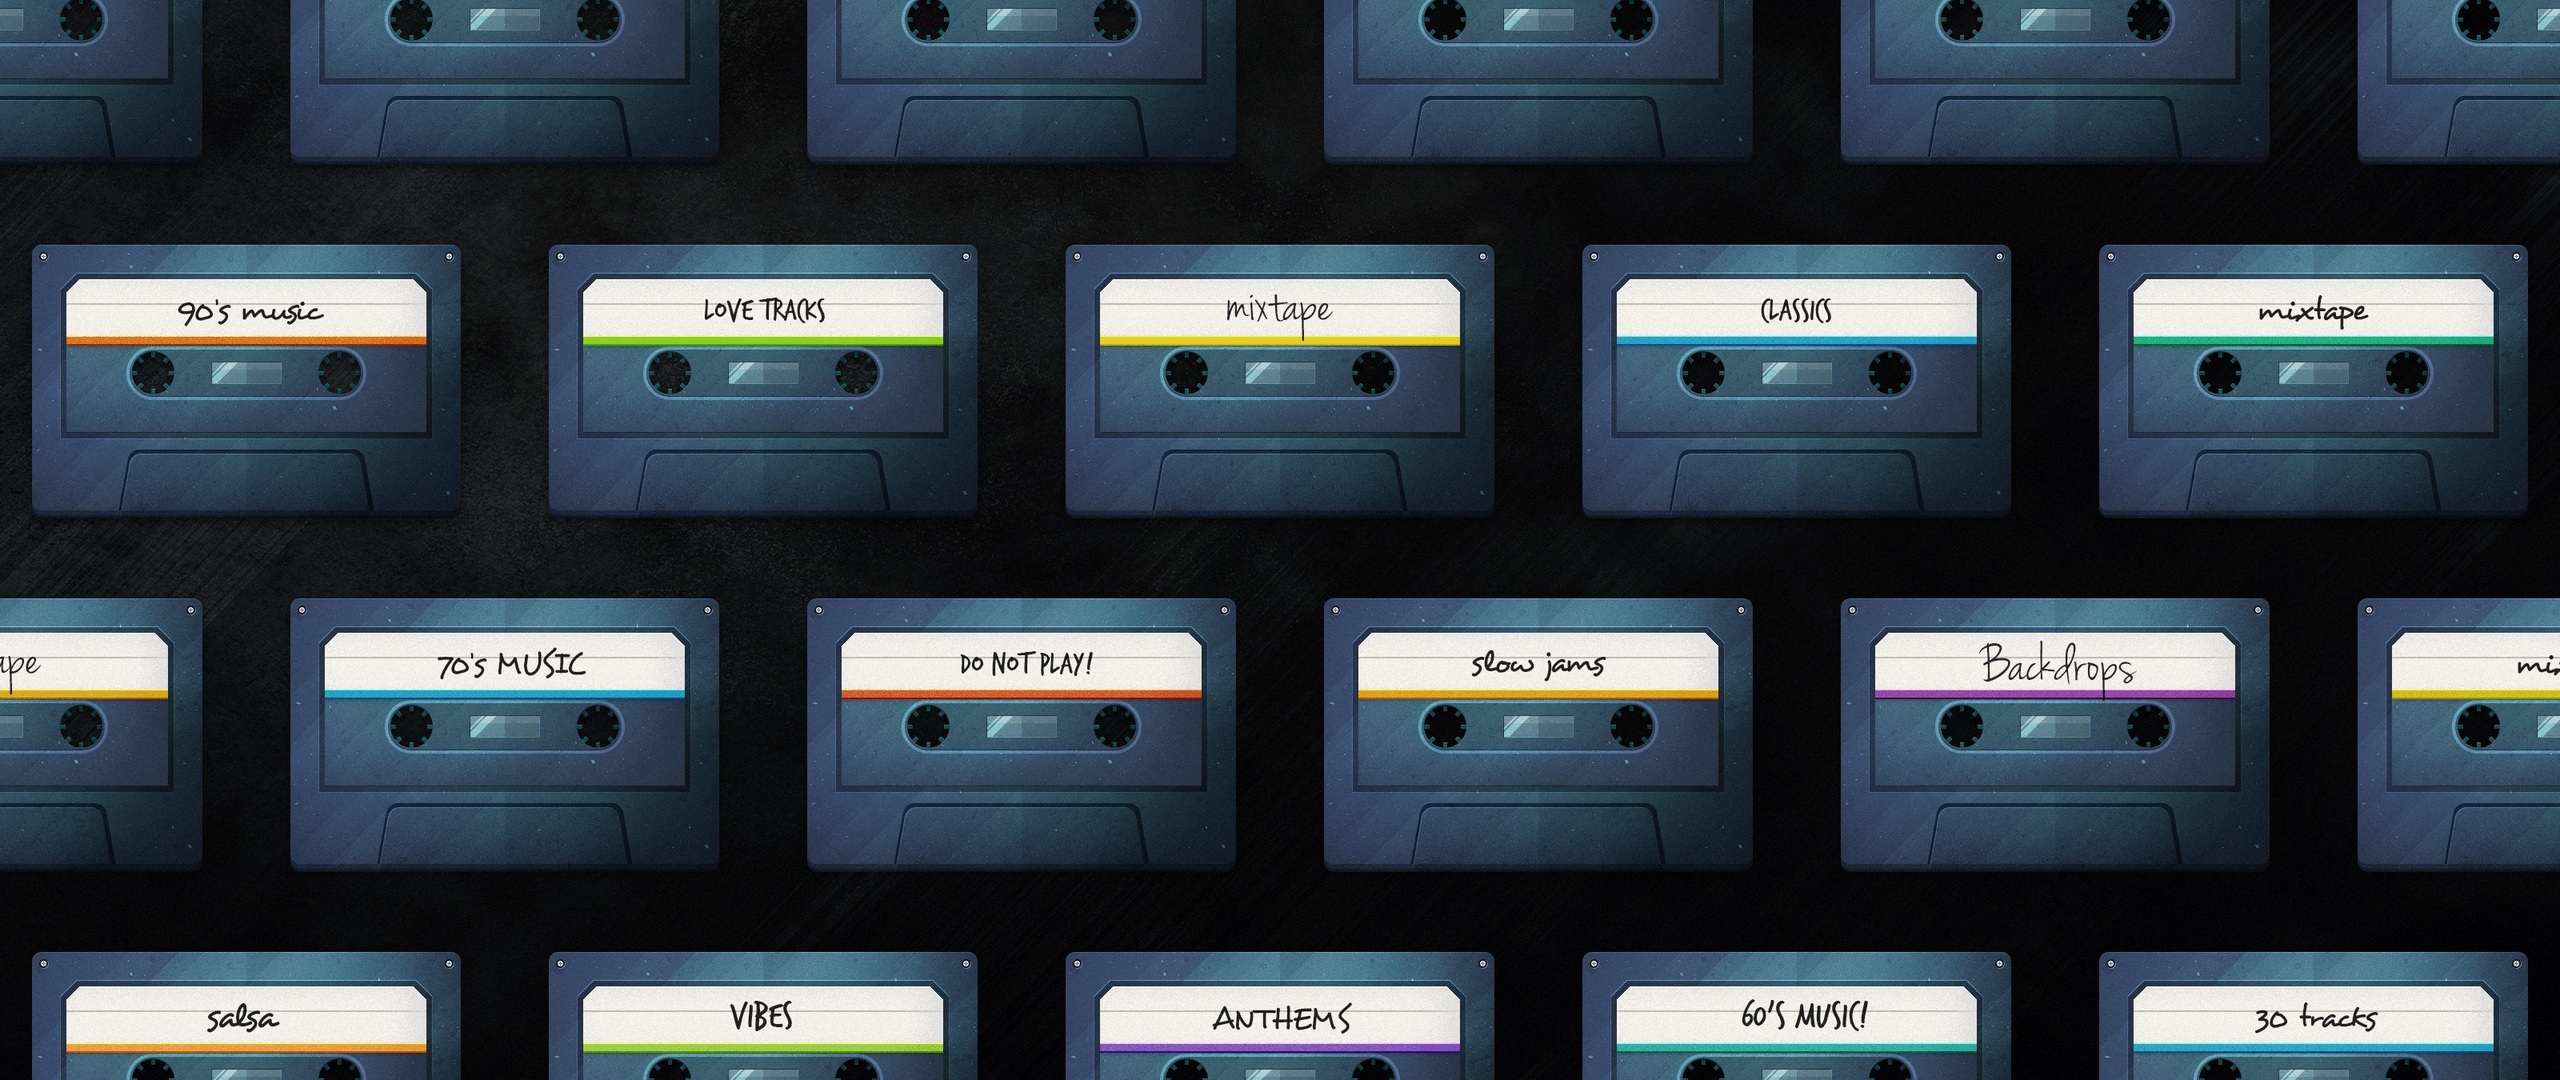 90's music
LOVE TRACKS
mixtape
CLASSICS
mixtape
70's MUSIC
DO NOT PLAY!
slow jams
Backdrops
salsa
VIBES
ANTHEMS
60'S MUSIC!
30 tracks